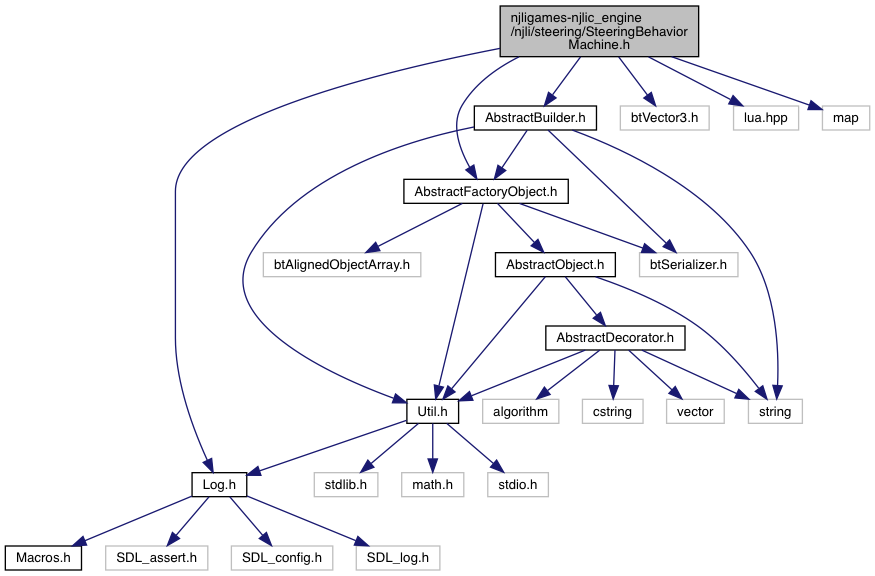 njligames-njlic_engine
/njli/steering/SteeringBehavior
Machine.h
AbstractBuilder.h
btVector3.h
lua.hpp
map
AbstractFactoryObject.h
btAlignedObjectArray.h
AbstractObject.h
btSerializer.h
AbstractDecorator.h
Util.h
algorithm
cstring
vector
string
Log.h
stdlib.h
math.h
stdio.h
Macros.h
SDL_assert.h
SDL_config.h
SDL_log.h